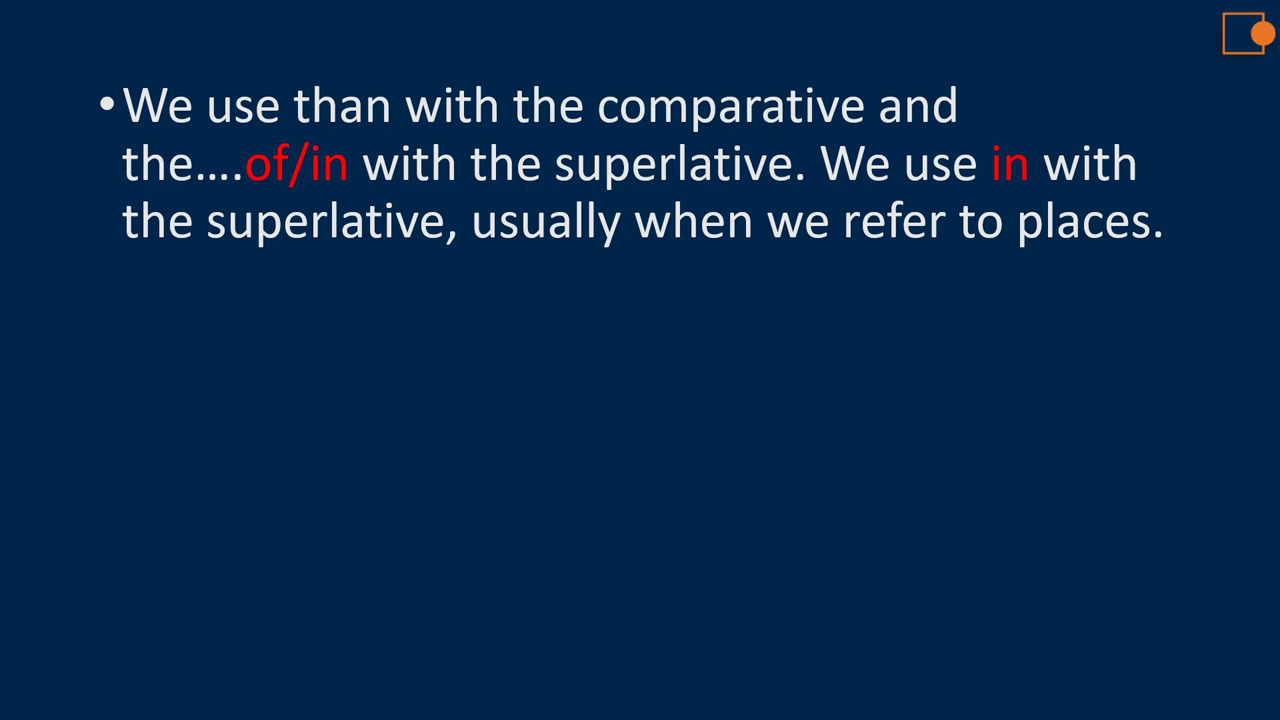 •We use than with the comparative and
the….of/in with the superlative. We use in with
the superlative, usually when we refer to places.